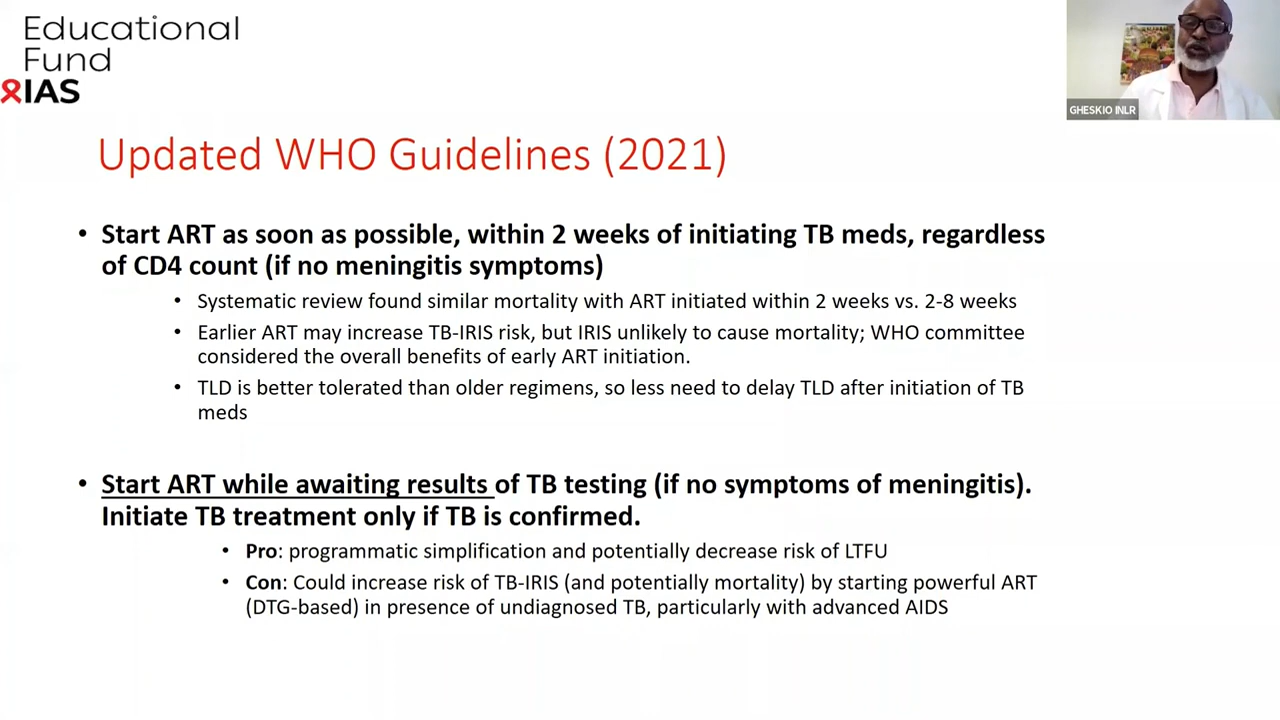 Educational
Fund
IAS
GHESKIO INLR
Updated WHO Guidelines (2021)
• Start ART as soon as possible, within 2 weeks of initiating TB meds, regardless
of CD4 count (if no meningitis symptoms)
• Systematic review found similar mortality with ART initiated within 2 weeks vs. 2-8 weeks
• Earlier ART may increase TB-IRIS risk, but IRIS unlikely to cause mortality; WHO committee
considered the overall benefits of early ART initiation.
• TLD is better tolerated than older regimens, so less need to delay TLD after initiation of TB
meds
• Start ART while awaiting results of TB testing (if no symptoms of meningitis).
Initiate TB treatment only if TB is confirmed.
• Pro: programmatic simplification and potentially decrease risk of LTFU
• Con: Could increase risk of TB-IRIS (and potentially mortality) by starting powerful ART
(DTG-based) in presence of undiagnosed TB, particularly with advanced AIDS